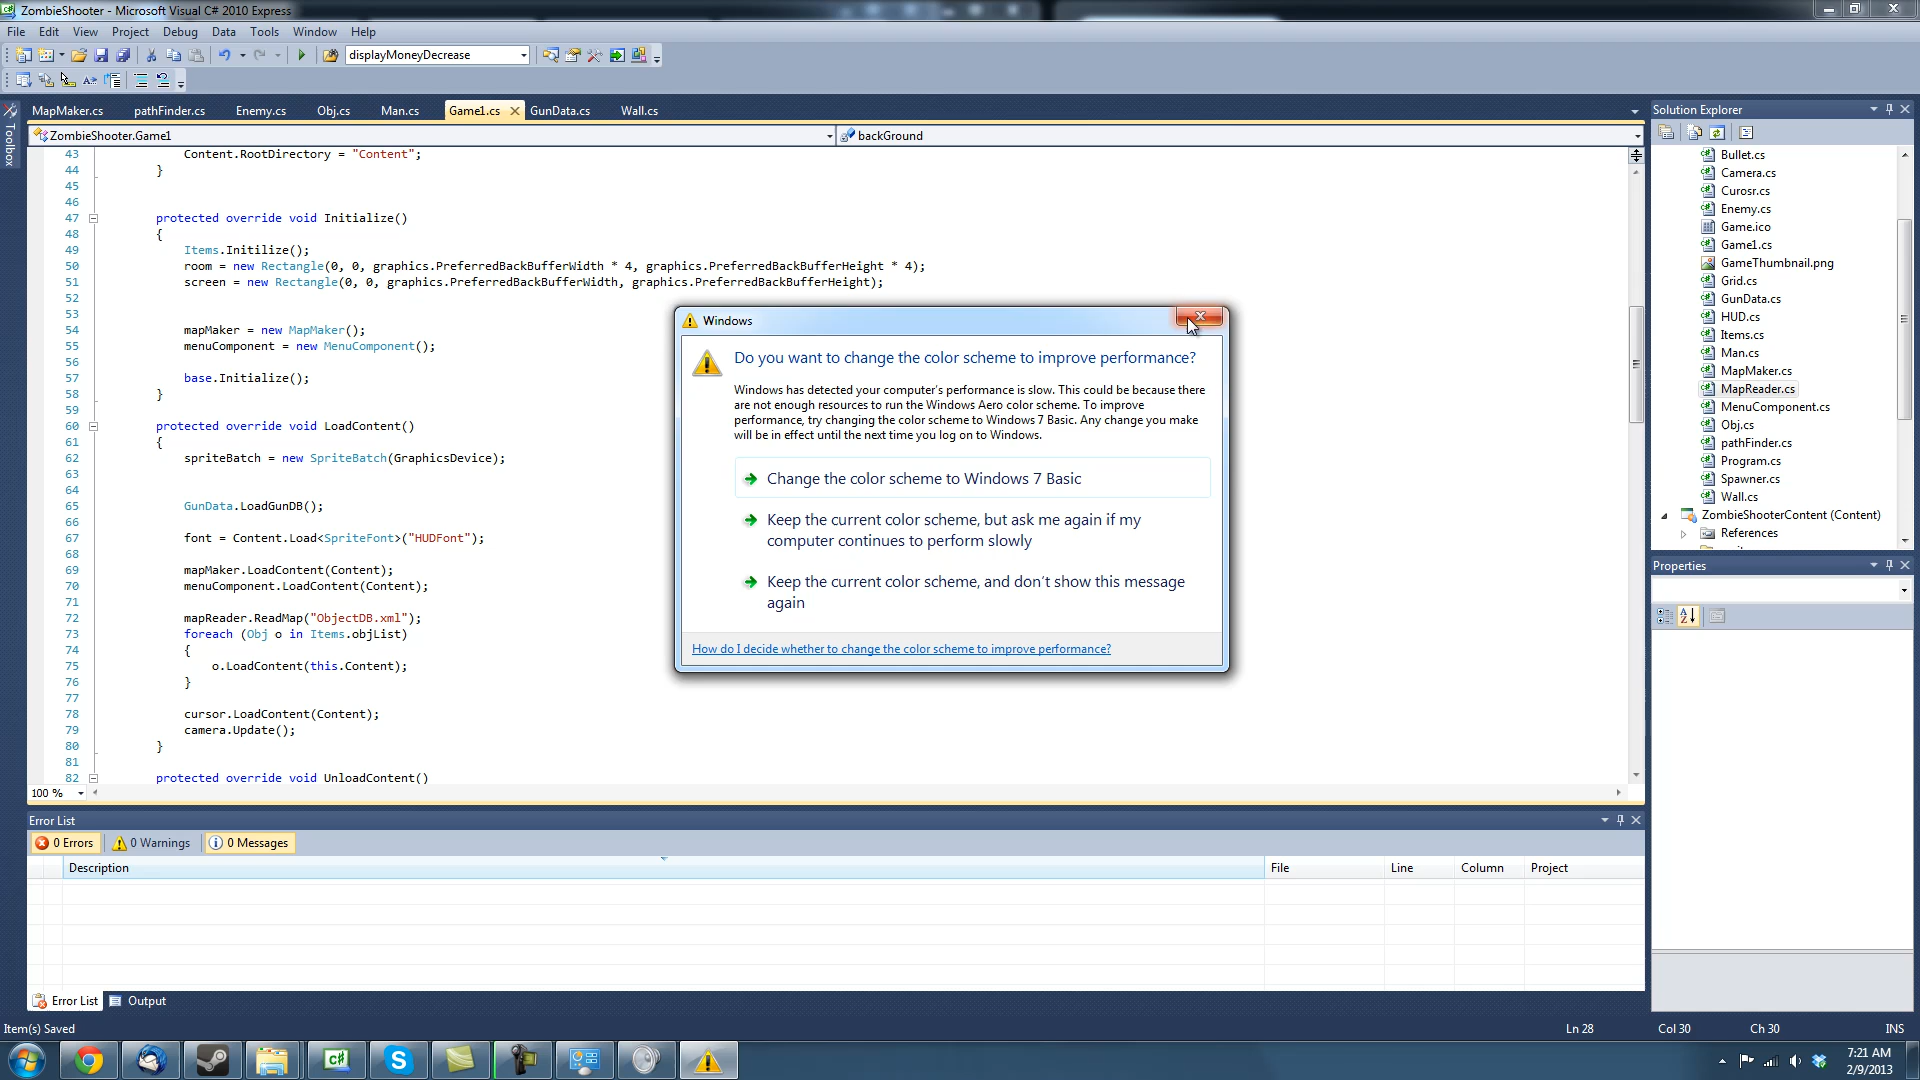 ZombieShooter - Microsoft Visual C# 2010 Express
File Edit View Project Debug Data Tools Window Help
displayMoneyDecrease
MapMaker.cs pathFinder.cs Enemy.cs Obj.cs Man.cs Game1.cs GunData.cs Wall.cs
Toolbox
ZombieShooter.Game1 backGround
43 Content.RootDirectory = "Content";
44 }
45
46
47 protected override void Initialize()
48 {
49 Items.Initilize();
50 room = new Rectangle(0, 0, graphics.PreferredBackBufferWidth * 4, graphics.PreferredBackBufferHeight * 4);
51 screen = new Rectangle(0, 0, graphics.PreferredBackBufferWidth, graphics.PreferredBackBufferHeight);
52
53
54 mapMaker = new MapMaker();
55 menuComponent = new MenuComponent();
56
57 base.Initialize();
58 }
59
60 protected override void LoadContent()
61 {
62 spriteBatch = new SpriteBatch(GraphicsDevice);
63
64
65 GunData.LoadGunDB();
66
67 font = Content.Load<SpriteFont>("HUDFont");
68
69 mapMaker.LoadContent(Content);
70 menuComponent.LoadContent(Content);
71
72 mapReader.ReadMap("ObjectDB.xml");
73 foreach (Obj o in Items.objList)
74 {
75 o.LoadContent(this.Content);
76 }
77
78 cursor.LoadContent(Content);
79 camera.Update();
80 }
81
82 protected override void UnloadContent()
100 %
Windows
Do you want to change the color scheme to improve performance?
Windows has detected your computer's performance is slow. This could be because there
are not enough resources to run the Windows Aero color scheme. To improve
performance, try changing the color scheme to Windows 7 Basic. Any change you make
will be in effect until the next time you log on to Windows.
Change the color scheme to Windows 7 Basic
Keep the current color scheme, but ask me again if my
computer continues to perform slowly
Keep the current color scheme, and don't show this message
again
How do I decide whether to change the color scheme to improve performance?
Solution Explorer
Bullet.cs
Camera.cs
Curosr.cs
Enemy.cs
Game.ico
Game1.cs
GameThumbnail.png
Grid.cs
GunData.cs
HUD.cs
Items.cs
Man.cs
MapMaker.cs
MapReader.cs
MenuComponent.cs
Obj.cs
pathFinder.cs
Program.cs
Spawner.cs
Wall.cs
ZombieShooterContent (Content)
References
Properties
Error List
0 Errors 0 Warnings 0 Messages
Description File Line Column Project
Error List Output
Item(s) Saved Ln 28 Col 30 Ch 30 INS
7:21 AM
2/9/2013